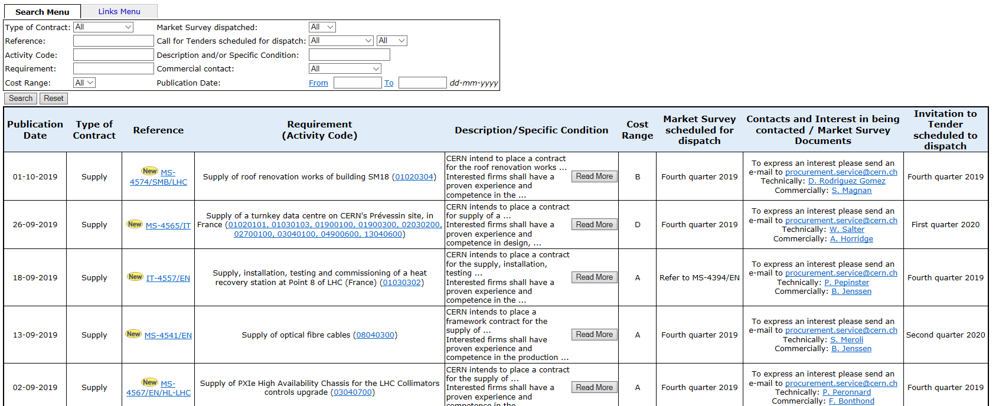 Search Menu
Links Menu
Type of Contract: All Market Survey dispatched: All
Reference: Call for Tenders scheduled for dispatch: All All
Activity Code: Description and/or Specific Condition:
Requirement: Commercial contact: All
Cost Range: All Publication Date: From To dd-mm-yyyy
Search Reset
Publication
Date
Type of
Contract
Reference
Requirement
(Activity Code)
Description/Specific Condition
Cost
Range
Market Survey
scheduled for
dispatch
Contacts and Interest in being
contacted / Market Survey
Documents
Invitation to
Tender
scheduled to
dispatch
01-10-2019
Supply
New MS-
4574/SMB/LHC
Supply of roof renovation works of building SM18 (01020304)
CERN intend to place a contract
for the roof renovation works ...
Interested firms shall have a
proven experience and
competence in the ...
Read More
B
Fourth quarter 2019
To express an interest please send an
e-mail to procurement.service@cern.ch
Technically: D. Rodriguez Gomez
Commercially: S. Magnan
Fourth quarter 2019
26-09-2019
Supply
New MS-4565/IT
Supply of a turnkey data centre on CERN's Prévessin site, in
France (01020101, 01030103, 01900100, 01900300, 02030200,
02700100, 03040100, 04900600, 13040600)
CERN intends to place a contract
for supply of a ...
Interested firms shall have a
proven experience and
competence in design, ...
Read More
D
Fourth quarter 2019
To express an interest please send an
e-mail to procurement.service@cern.ch
Technically: W. Salter
Commercially: A. Horridge
First quarter 2020
18-09-2019
Supply
New IT-4557/EN
Supply, installation, testing and commissioning of a heat
recovery station at Point 8 of LHC (France) (01030302)
CERN intends to place a contract
for the supply, installation,
testing ...
Interested firms shall have a
proven experience and
competence in the ...
Read More
A
Refer to MS-4394/EN
To express an interest please send an
e-mail to procurement.service@cern.ch
Technically: P. Pepinster
Commercially: B. Jenssen
Fourth quarter 2019
13-09-2019
Supply
New MS-4541/EN
Supply of optical fibre cables (08040300)
CERN intends to place a
framework contract for the
supply of ...
Interested firms shall have
proven experience and
competence in the production ...
Read More
A
Fourth quarter 2019
To express an interest please send an
e-mail to procurement.service@cern.ch
Technically: S. Meroli
Commercially: B. Jenssen
Second quarter 2020
02-09-2019
Supply
New MS-
4567/EN/HL-LHC
Supply of PXIe High Availability Chassis for the LHC Collimators
controls upgrade (03040700)
CERN intends to place a contract
for the supply of ...
Interested firms shall have a
proven experience and
competence in the
Read More
A
Fourth quarter 2019
To express an interest please send an
e-mail to procurement.service@cern.ch
Technically: P. Peronnard
Commercially: F. Bonthond
Fourth quarter 2019